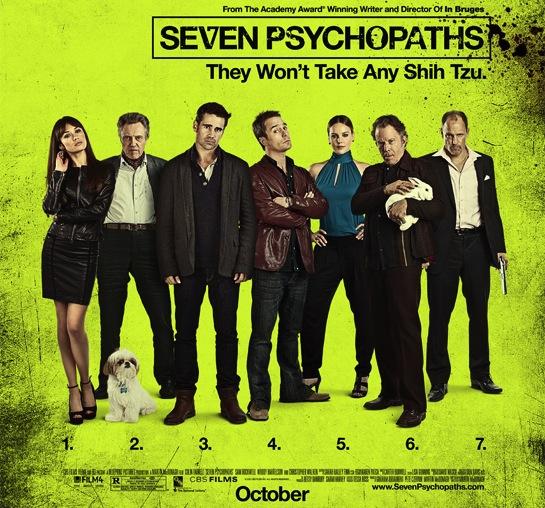 From The Academy Award® Winning Writer and Director Of In Bruges
SEVEN PSYCHOPATHS
They Won't Take Any Shih Tzu.
1. 2. 3. 4. 5. 6. 7.
FILM4
R
CBS FILMS
www.SevenPsychopaths.com
October